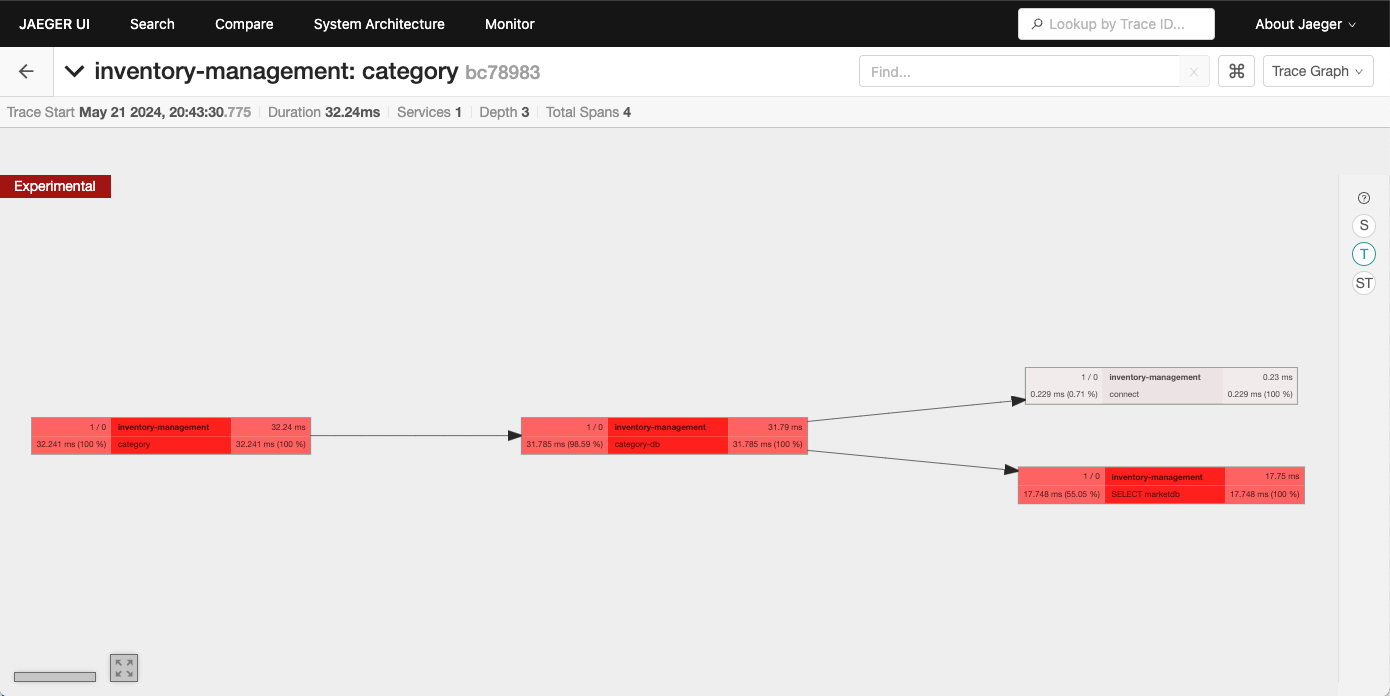 JAEGER UI Search Compare System Architecture Monitor Lookup by Trace ID... About Jaeger
inventory-management: category bc78983 Find... ⌘ Trace Graph
Trace Start May 21 2024, 20:43:30.775 Duration 32.24ms Services 1 Depth 3 Total Spans 4
Experimental
S
T
ST
1 / 0 inventory-management 32.24 ms
32.241 ms (100 %) category 32.241 ms (100 %)
1 / 0 inventory-management 31.79 ms
31.785 ms (98.59 %) category-db 31.785 ms (100 %)
1 / 0 inventory-management 0.23 ms
0.229 ms (0.71 %) connect 0.229 ms (100 %)
1 / 0 inventory-management 17.75 ms
17.748 ms (55.05 %) SELECT marketdb 17.748 ms (100 %)